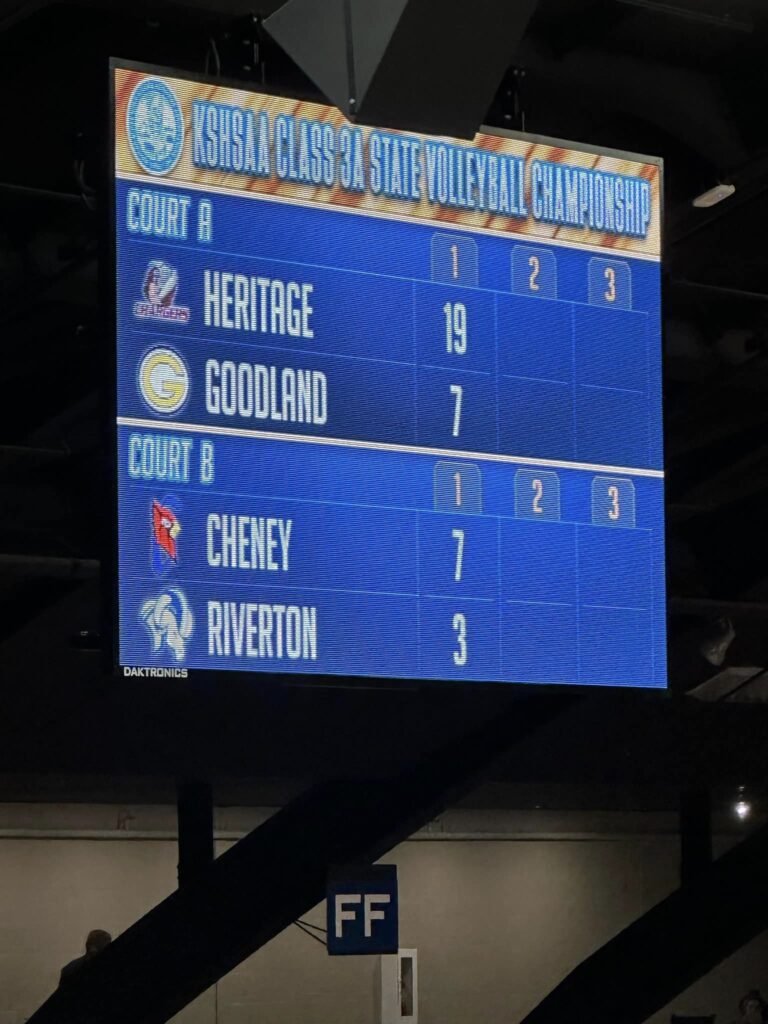 KSHSAA CLASS 3A STATE VOLLEYBALL CHAMPIONSHIP
COURT A 1 2 3
CHARGERS
HERITAGE 19
G GOODLAND 7
COURT B 1 2 3
CHENEY 7
RIVERTON 3
DAKTRONICS
FF